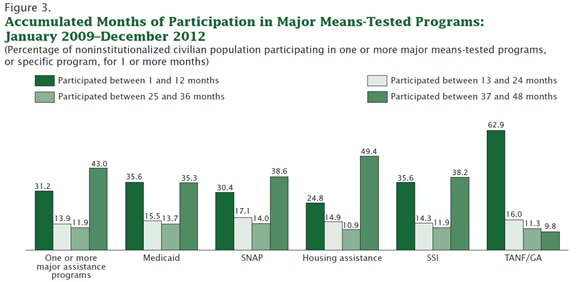 Figure 3.
Accumulated Months of Participation in Major Means-Tested Programs:
January 2009–December 2012
(Percentage of noninstitutionalized civilian population participating in one or more major means-tested programs,
or specific program, for 1 or more months)
Participated between 1 and 12 months
Participated between 13 and 24 months
Participated between 25 and 36 months
Participated between 37 and 48 months
31.2 13.9 11.9 43.0
35.6 15.5 13.7 35.3
30.4 17.1 14.0 38.6
24.8 14.9 10.9 49.4
35.6 14.3 11.9 38.2
62.9 16.0 11.3 9.8
One or more
major assistance
programs
Medicaid
SNAP
Housing assistance
SSI
TANF/GA